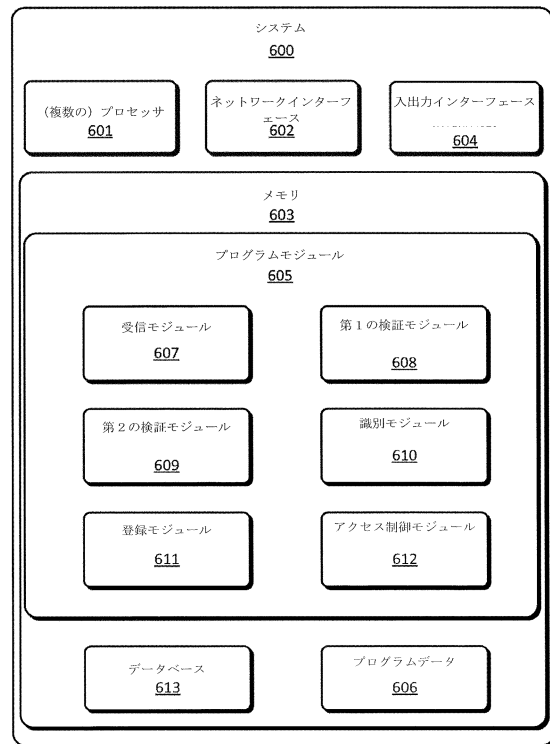 システム
600
（複数の）プロセッサ
601
ネットワークインターフ
ェース
602
入出力インターフェース
604
メモリ
603
プログラムモジュール
605
受信モジュール
607
第１の検証モジュール
608
第２の検証モジュール
609
識別モジュール
610
登録モジュール
611
アクセス制御モジュール
612
データベース
613
プログラムデータ
606